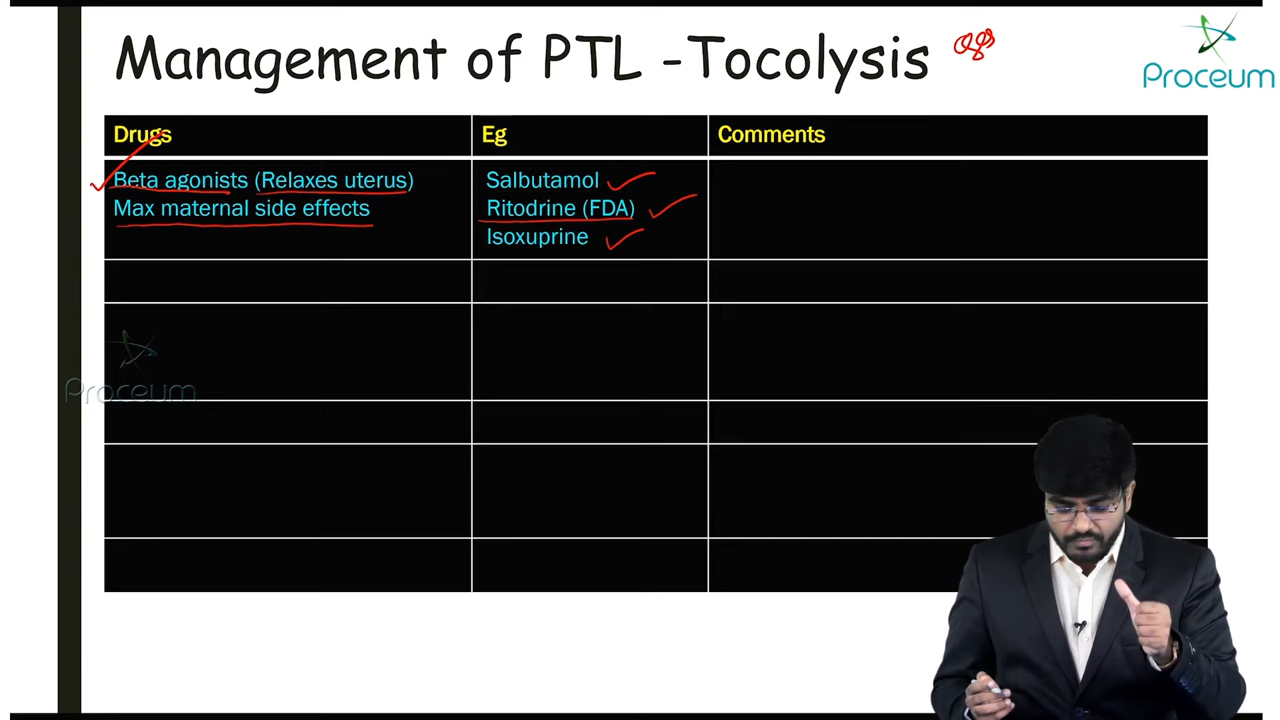 Management of PTL -Tocolysis
Proceum
Drugs
Eg
Comments
Beta agonists (Relaxes uterus)
Max maternal side effects
Salbutamol
Ritodrine (FDA)
Isoxuprine
Proceum